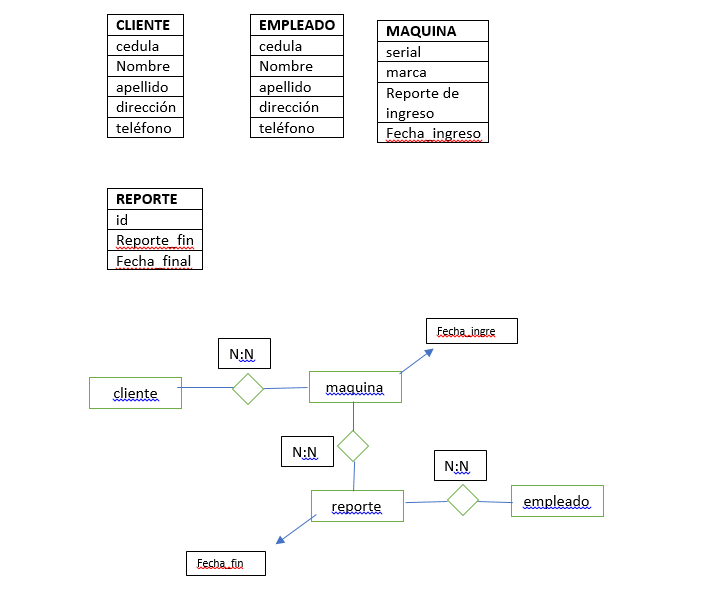 CLIENTE
cedula
Nombre
apellido
dirección
teléfono
EMPLEADO
cedula
Nombre
apellido
dirección
teléfono
MAQUINA
serial
marca
Reporte de
ingreso
Fecha_ingreso
REPORTE
id
Reporte_fin
Fecha_final
Fecha_ingre
N:N
cliente
maquina
N:N
N:N
reporte
empleado
Fecha_fin